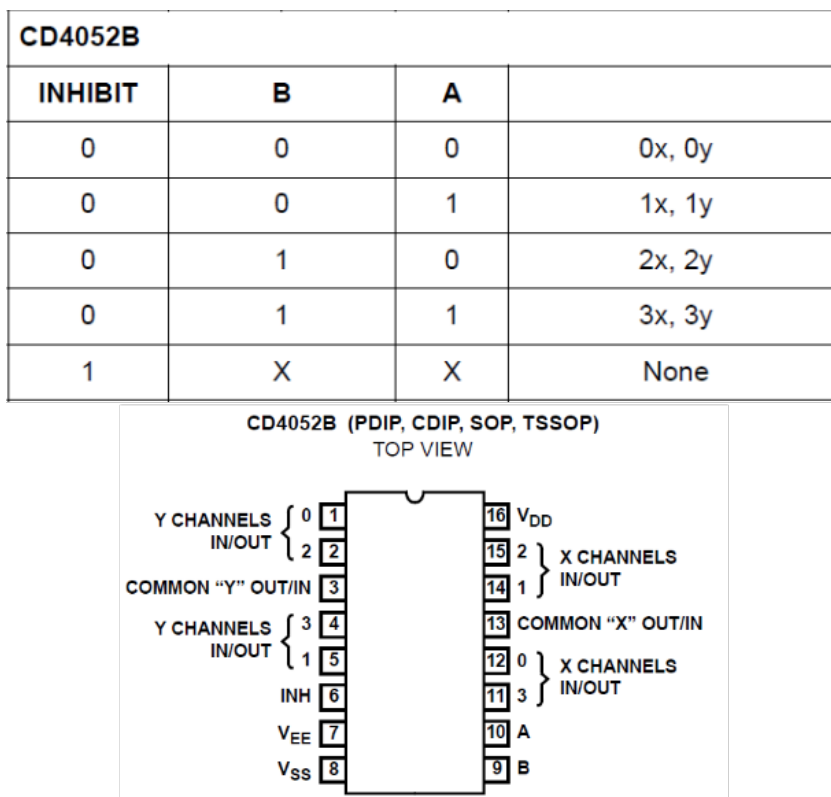 CD4052B
INHIBIT B A
0 0 0 0x, 0y
0 0 1 1x, 1y
0 1 0 2x, 2y
0 1 1 3x, 3y
1 X X None
CD4052B (PDIP, CDIP, SOP, TSSOP)
TOP VIEW
Y CHANNELS IN/OUT
0 1
2 2
COMMON “Y” OUT/IN 3
Y CHANNELS IN/OUT
3 4
1 5
INH 6
VEE 7
VSS 8
16 VDD
15 2
14 1
X CHANNELS IN/OUT
13 COMMON “X” OUT/IN
12 0
11 3
X CHANNELS IN/OUT
10 A
9 B